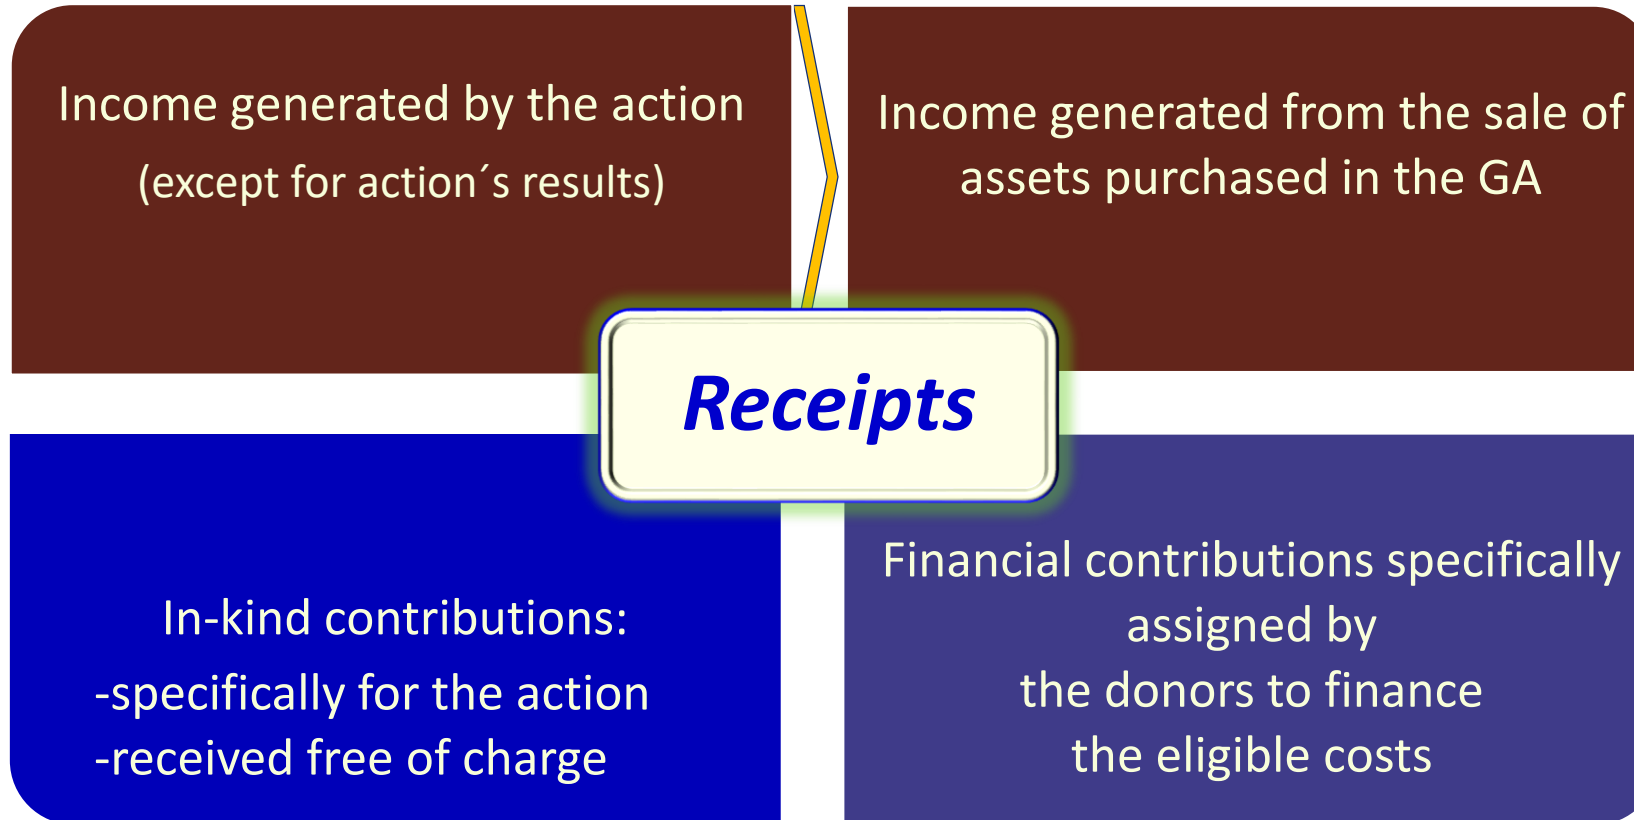 Income generated by the action
(except for action´s results)
Income generated from the sale of
assets purchased in the GA
Receipts
In-kind contributions:
-specifically for the action
-received free of charge
Financial contributions specifically
assigned by
the donors to finance
the eligible costs